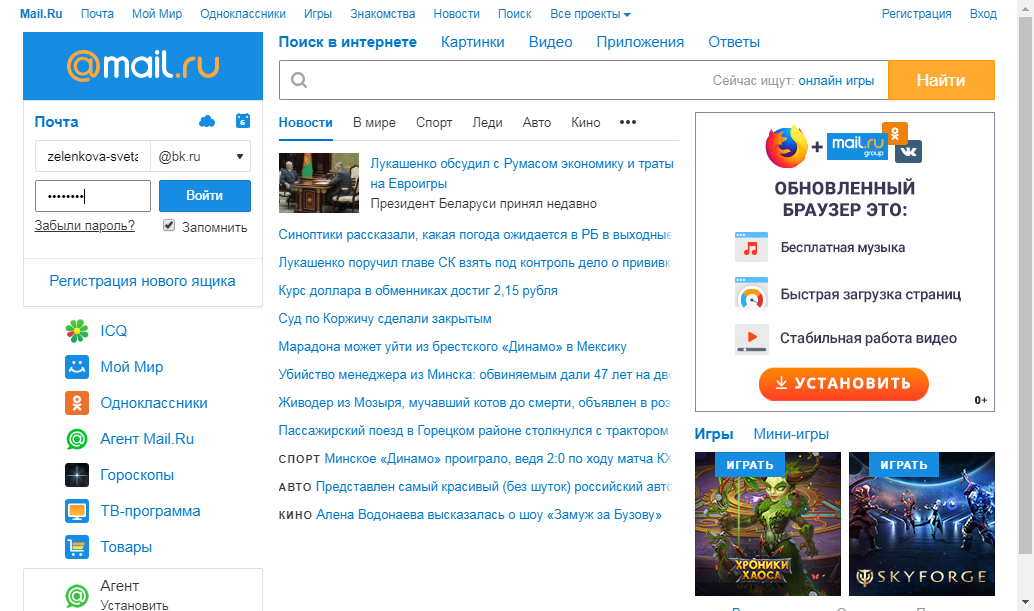 Mail.Ru Почта Мой Мир Одноклассники Игры Знакомства Новости Поиск Все проекты Регистрация Вход
@mail.ru
Поиск в интернете Картинки Видео Приложения Ответы
Сейчас ищут: онлайн игры Найти
Почта 6
zelenkova-sveta @bk.ru
•••••••• Войти
Забыли пароль? Запомнить
Регистрация нового ящика
ICQ
Мой Мир
Одноклассники
Агент Mail.Ru
Гороскопы
ТВ-программа
Товары
Агент
Установить
Новости В мире Спорт Леди Авто Кино •••
Лукашенко обсудил с Румасом экономику и траты
на Евроигры
Президент Беларуси принял недавно
Синоптики рассказали, какая погода ожидается в РБ в выходные
Лукашенко поручил главе СК взять под контроль дело о привив
Курс доллара в обменниках достиг 2,15 рубля
Суд по Коржичу сделали закрытым
Марадона может уйти из брестского «Динамо» в Мексику
Убийство менеджера из Минска: обвиняемым дали 47 лет на дво
Живодер из Мозыря, мучавший котов до смерти, объявлен в роз
Пассажирский поезд в Горецком районе столкнулся с трактором
СПОРТ Минское «Динамо» проиграло, ведя 2:0 по ходу матча КХ
АВТО Представлен самый красивый (без шуток) российский авто
КИНО Алена Водонаева высказалась о шоу «Замуж за Бузову»
+ mail.ru group
ОБНОВЛЕННЫЙ
БРАУЗЕР ЭТО:
Бесплатная музыка
Быстрая загрузка страниц
Стабильная работа видео
УСТАНОВИТЬ
0+
Игры Мини-игры
ИГРАТЬ ИГРАТЬ
ХРОНИКИ
ХАОСА
SKYFORGE